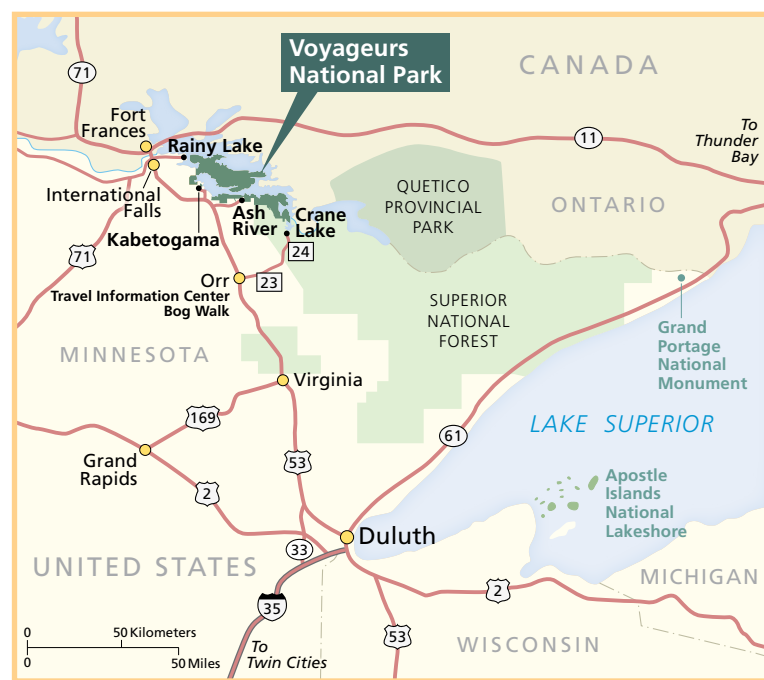 Voyageurs
National Park
CANADA
71
Fort
Frances
To
Thunder
Bay
11
Rainy Lake
International
Falls
QUETICO
PROVINCIAL
PARK
ONTARIO
Ash
River
Crane
Lake
Kabetogama
24
71
Orr
23
Travel Information Center
Bog Walk
SUPERIOR
NATIONAL
FOREST
Grand
Portage
National
Monument
MINNESOTA
Virginia
169
LAKE SUPERIOR
61
53
Grand
Rapids
2
Apostle
Islands
National
Lakeshore
Duluth
33
UNITED STATES
MICHIGAN
2
35
53
WISCONSIN
0
50 Kilometers
0
50 Miles
To
Twin Cities